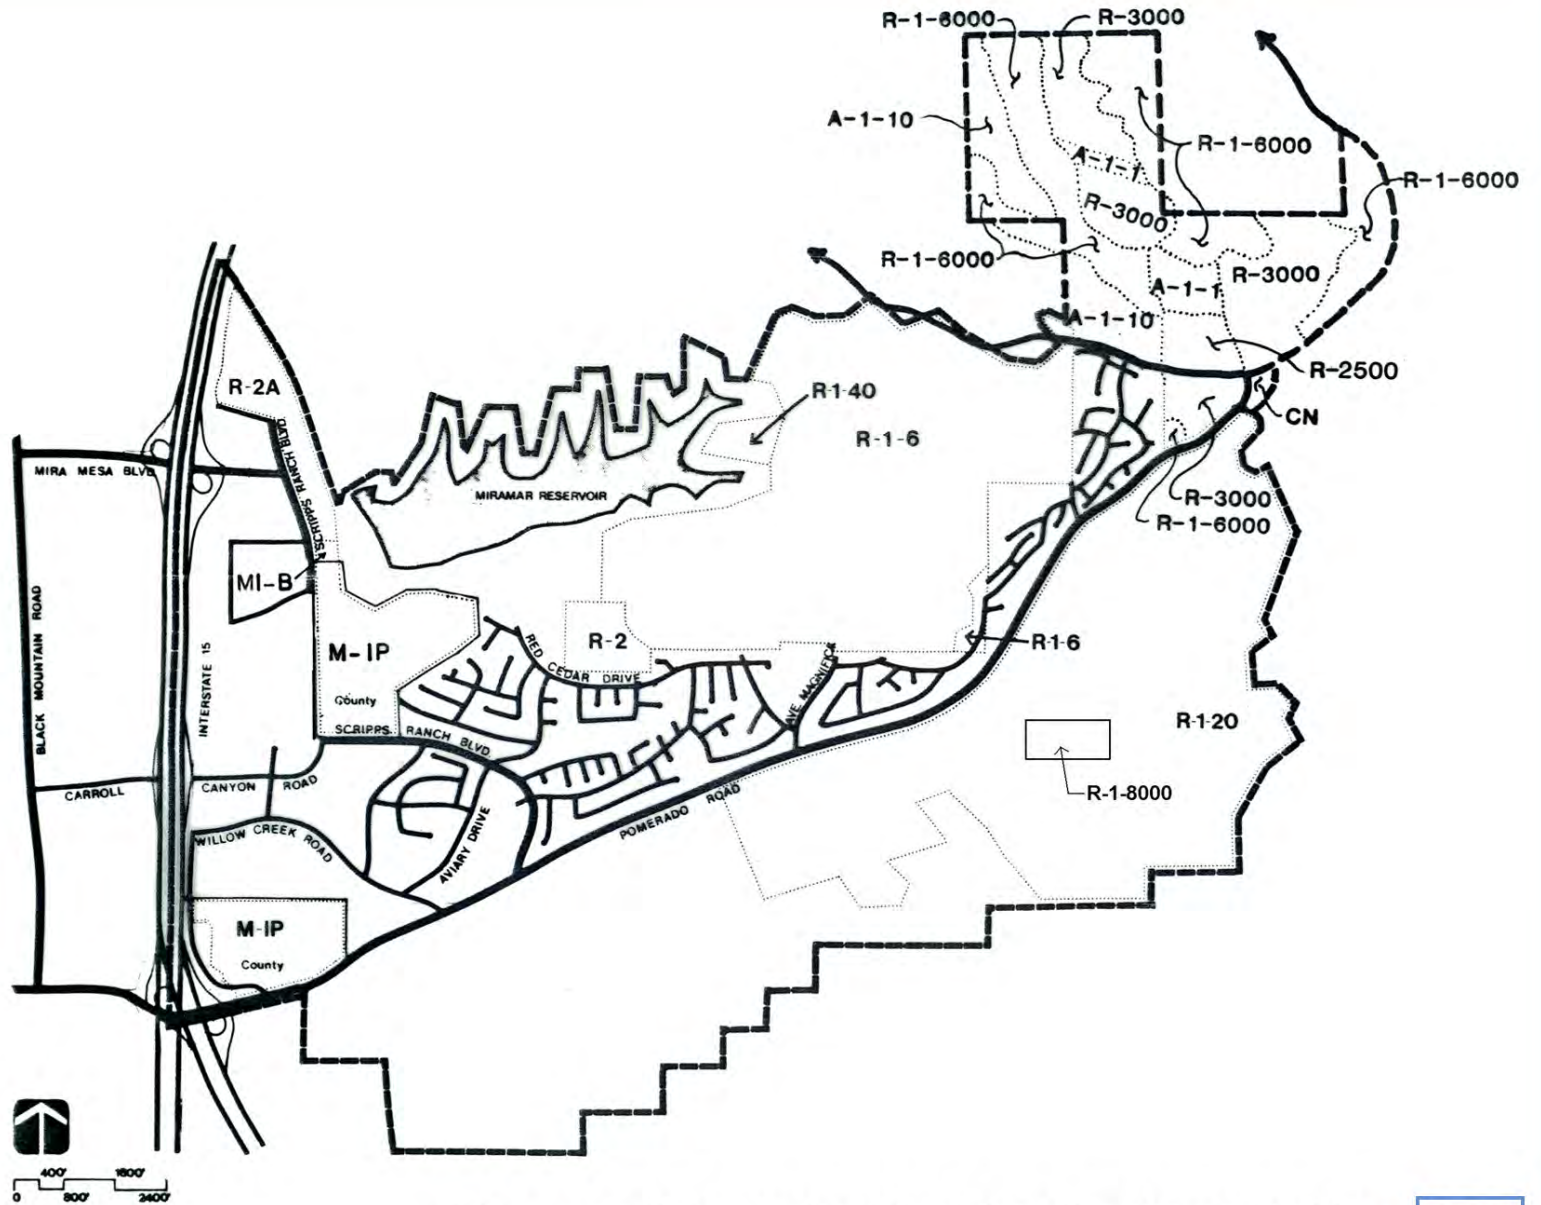 R-1-6000
R-3000
A-1-10
R-1-6000
A-1-1
R-1-6000
R-3000
R-1-6000
R-3000
A-1-1
A-1-10
R-2500
CN
R-2A
R-1-40
R-1-6
MIRA MESA BLVD
SCRIPPS RANCH BLVD
MIRAMAR RESERVOIR
R-3000
R-1-6000
MI-B
BLACK MOUNTAIN ROAD
INTERSTATE 15
M-IP
County
R-2
RED CEDAR DRIVE
R-1-6
AVE MAGNIFICA
SCRIPPS RANCH BLVD
R-1-20
CARROLL CANYON ROAD
R-1-8000
POMERADO ROAD
WILLOW CREEK ROAD
AVIARY DRIVE
M-IP
County
400' 1600'
0 800' 2400'